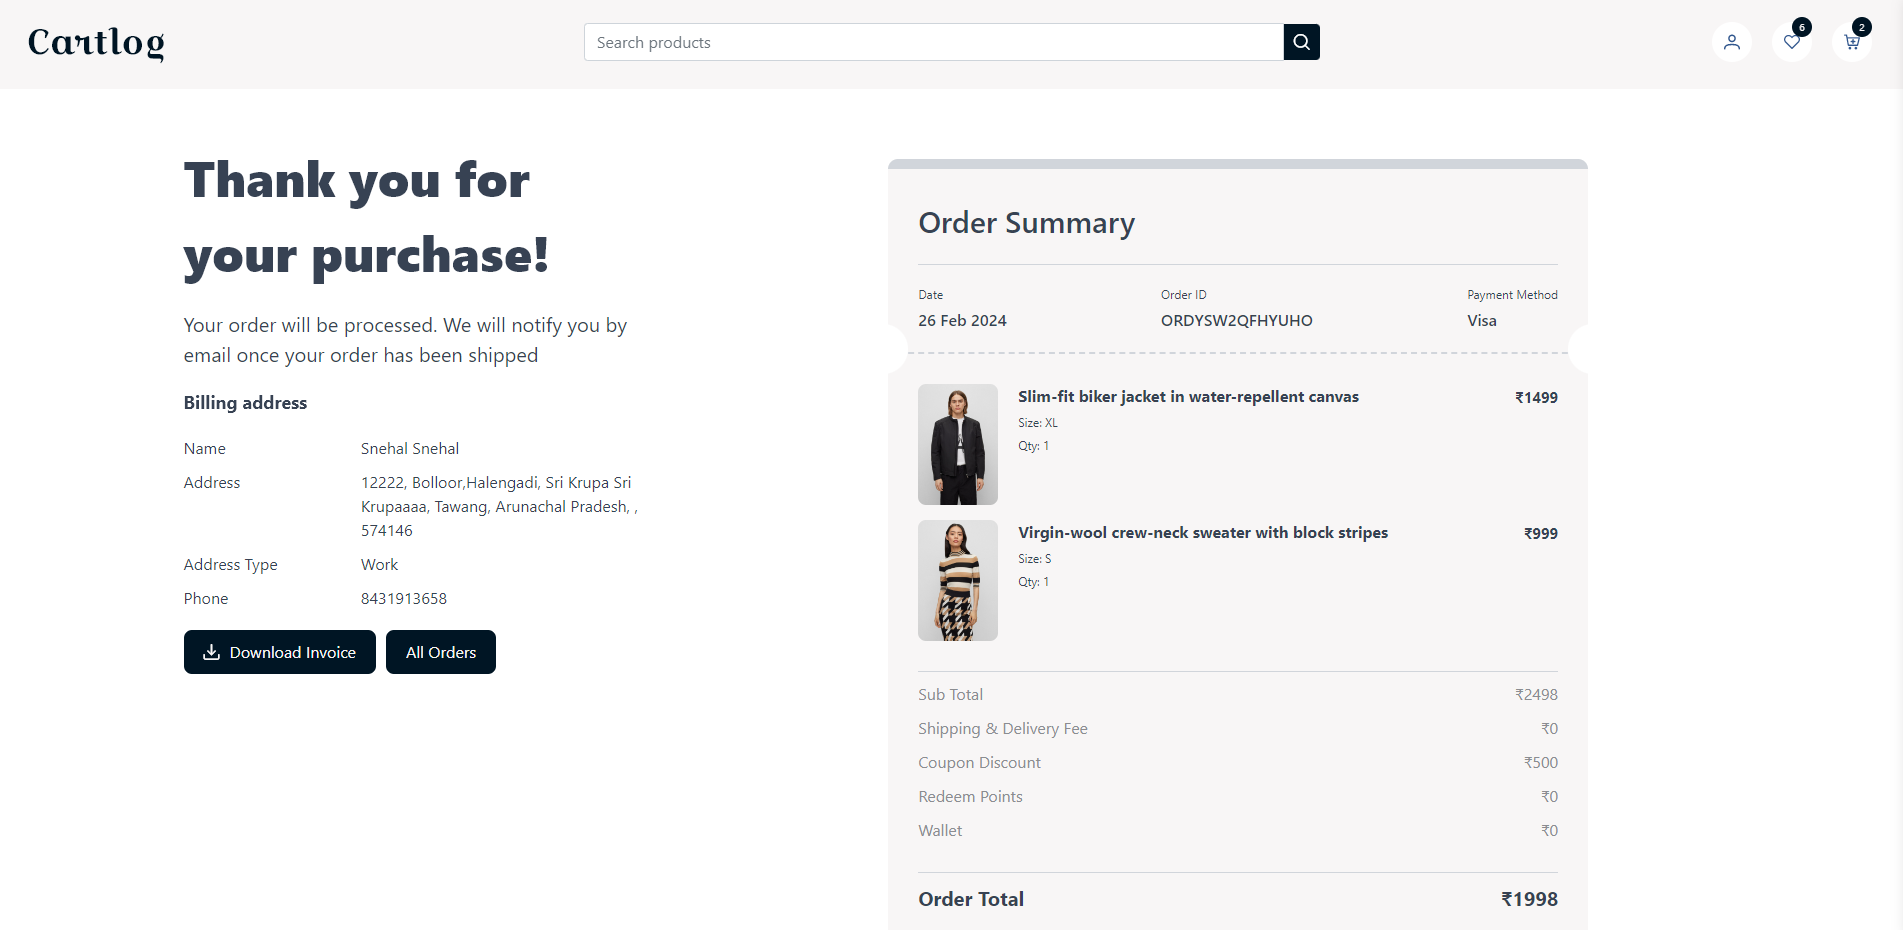 Cartlog
Search products
6
2
Thank you for
your purchase!
Your order will be processed. We will notify you by
email once your order has been shipped
Billing address
Name Snehal Snehal
Address 12222, Bolloor,Halengadi, Sri Krupa Sri
Krupaaaa, Tawang, Arunachal Pradesh, ,
574146
Address Type Work
Phone 8431913658
Download Invoice All Orders
Order Summary
Date Order ID Payment Method
26 Feb 2024 ORDYSW2QFHYUHO Visa
Slim-fit biker jacket in water-repellent canvas ₹1499
Size: XL
Qty: 1
Virgin-wool crew-neck sweater with block stripes ₹999
Size: S
Qty: 1
Sub Total ₹2498
Shipping & Delivery Fee ₹0
Coupon Discount ₹500
Redeem Points ₹0
Wallet ₹0
Order Total ₹1998